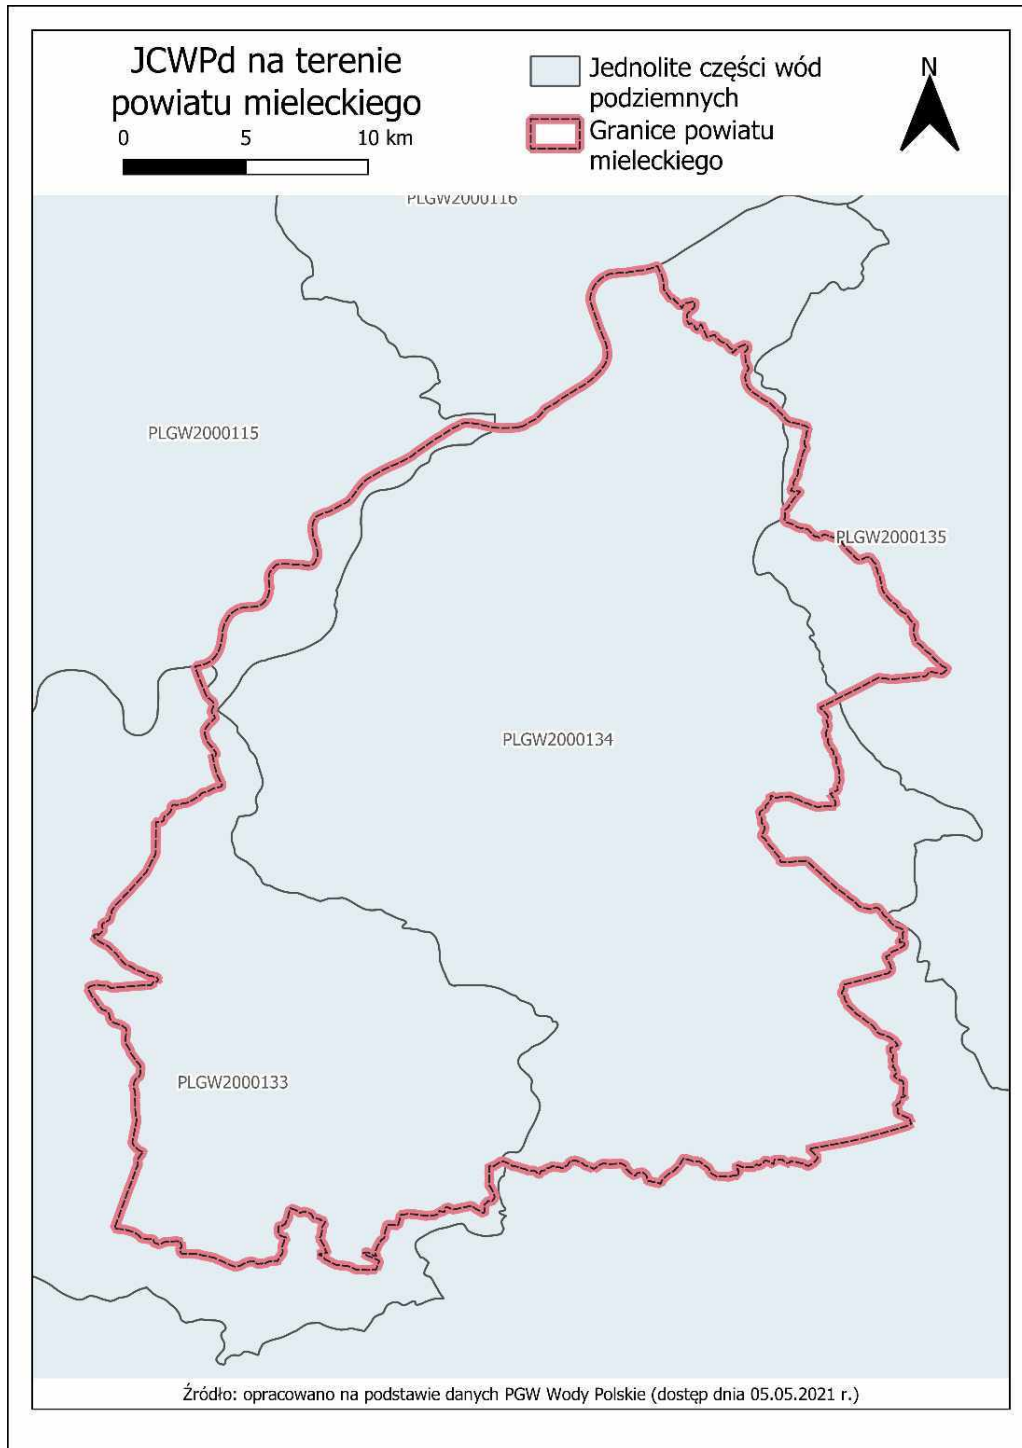 JCWPd na terenie
powiatu mieleckiego
0 5 10 km
Jednolite części wód
podziemnych
Granice powiatu
mieleckiego
N
PLGW2000116
PLGW2000115
PLGW2000135
PLGW2000134
PLGW2000133
Źródło: opracowano na podstawie danych PGW Wody Polskie (dostęp dnia 05.05.2021 r.)